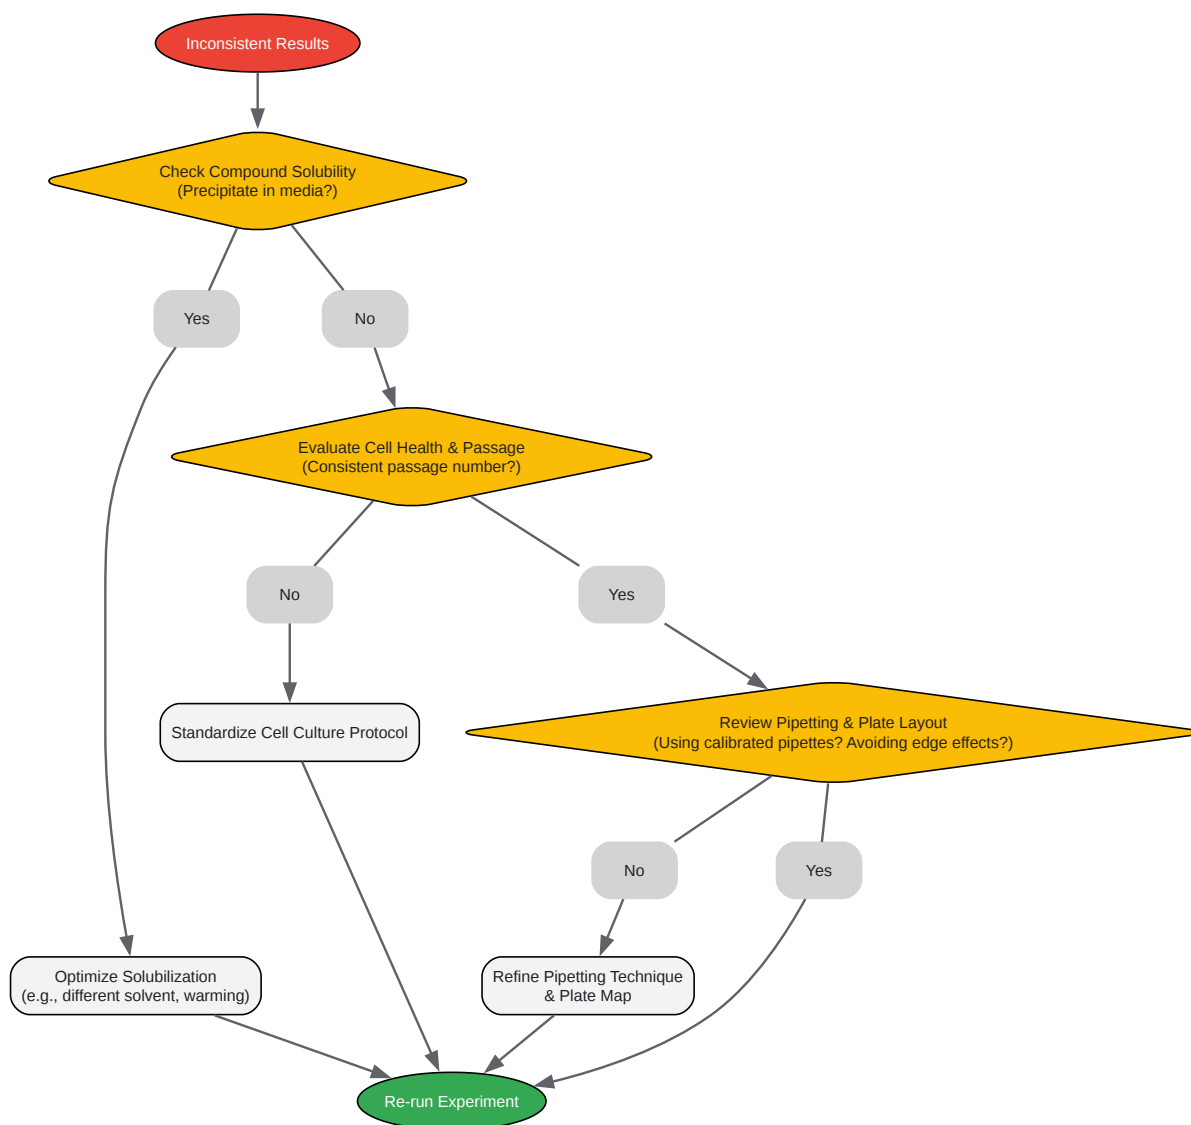 Inconsistent Results
Check Compound Solubility
(Precipitate in media?)
Yes
No
Evaluate Cell Health & Passage
(Consistent passage number?)
No
Yes
Standardize Cell Culture Protocol
Review Pipetting & Plate Layout
(Using calibrated pipettes? Avoiding edge effects?)
No
Yes
Optimize Solubilization
(e.g., different solvent, warming)
Refine Pipetting Technique
& Plate Map
Re-run Experiment